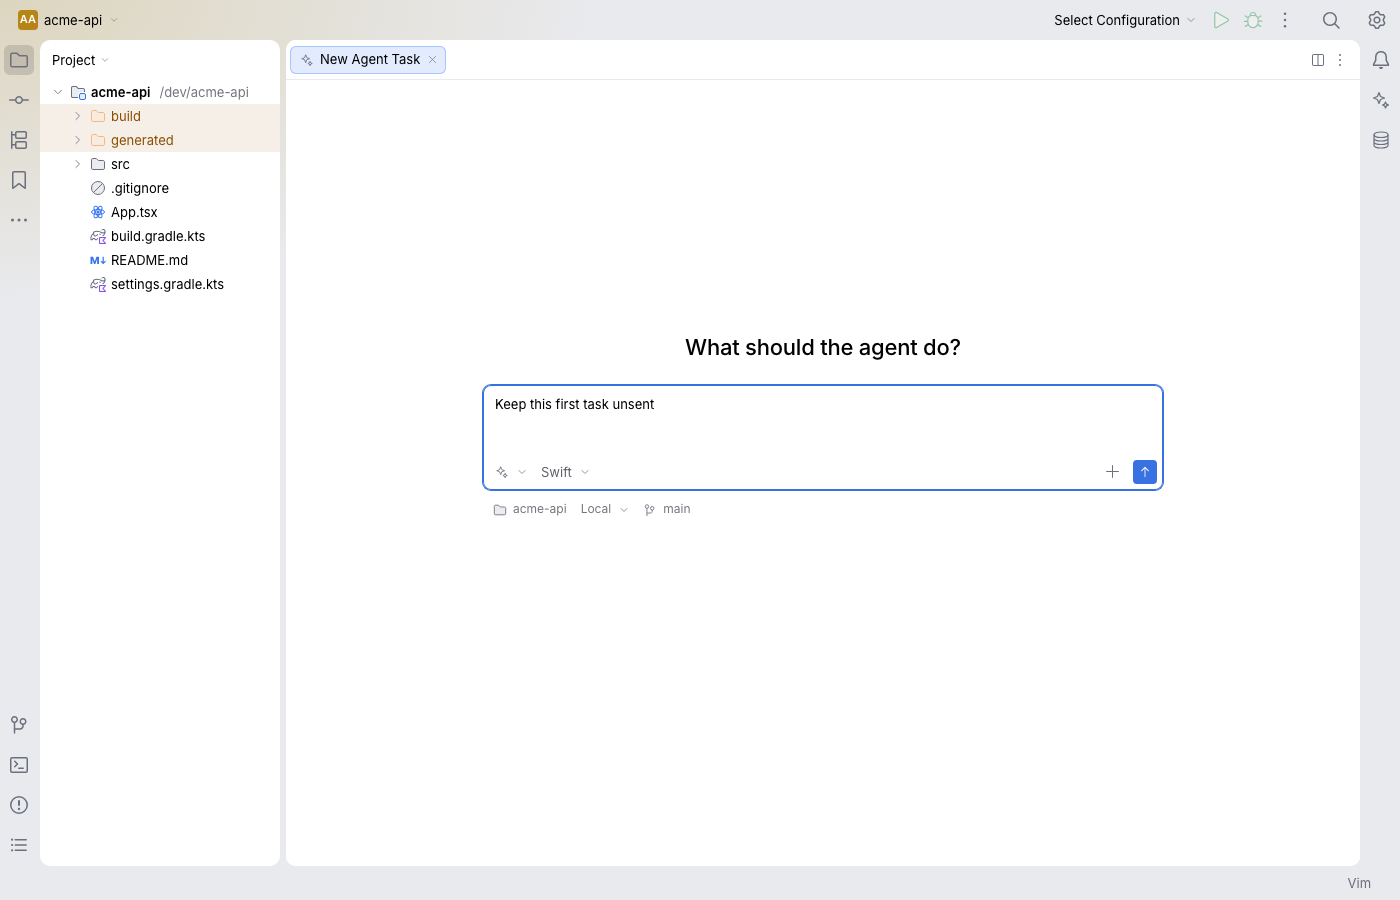 AA acme-api
Select Configuration
Project
New Agent Task
acme-api /dev/acme-api
build
generated
src
.gitignore
App.tsx
build.gradle.kts
M↓ README.md
settings.gradle.kts
What should the agent do?
Keep this first task unsent
Swift
acme-api Local main
Vim